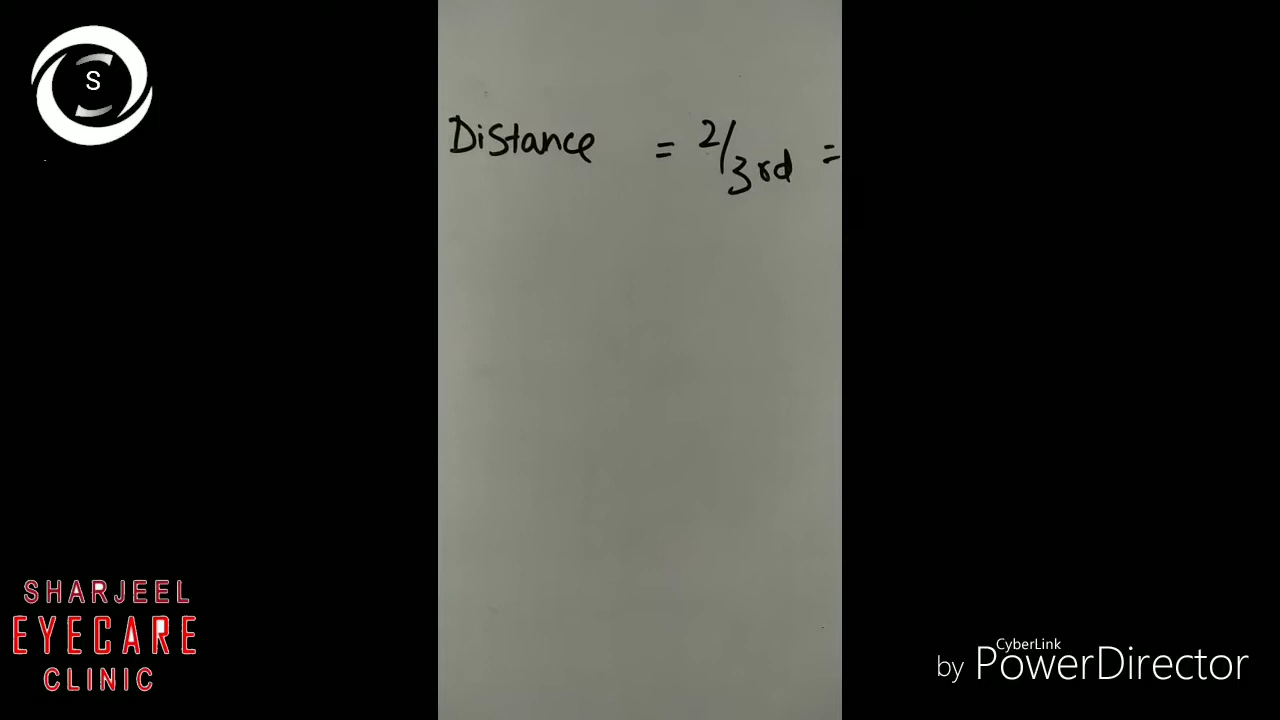 S
Distance = 2/3rd =
SHARJEEL
EYECARE
CLINIC
by CyberLink PowerDirector